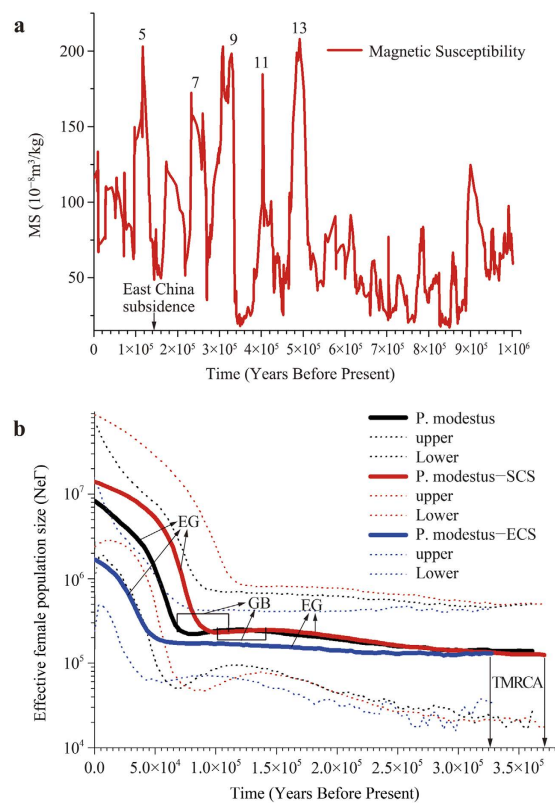 a
5
7
9
11
13
Magnetic Susceptibility
MS (10⁻⁸m³/kg)
200
150
100
50
East China
subsidence
0 1×10⁵ 2×10⁵ 3×10⁵ 4×10⁵ 5×10⁵ 6×10⁵ 7×10⁵ 8×10⁵ 9×10⁵ 1×10⁶
Time (Years Before Present)
b
P. modestus
upper
Lower
P. modestus−SCS
upper
Lower
P. modestus−ECS
upper
Lower
Effective female population size (NeΓ)
10⁷
10⁶
10⁵
10⁴
EG
GB
EG
TMRCA
0.0 5.0×10⁴ 1.0×10⁵ 1.5×10⁵ 2.0×10⁵ 2.5×10⁵ 3.0×10⁵ 3.5×10⁵
Time (Years Before Present)